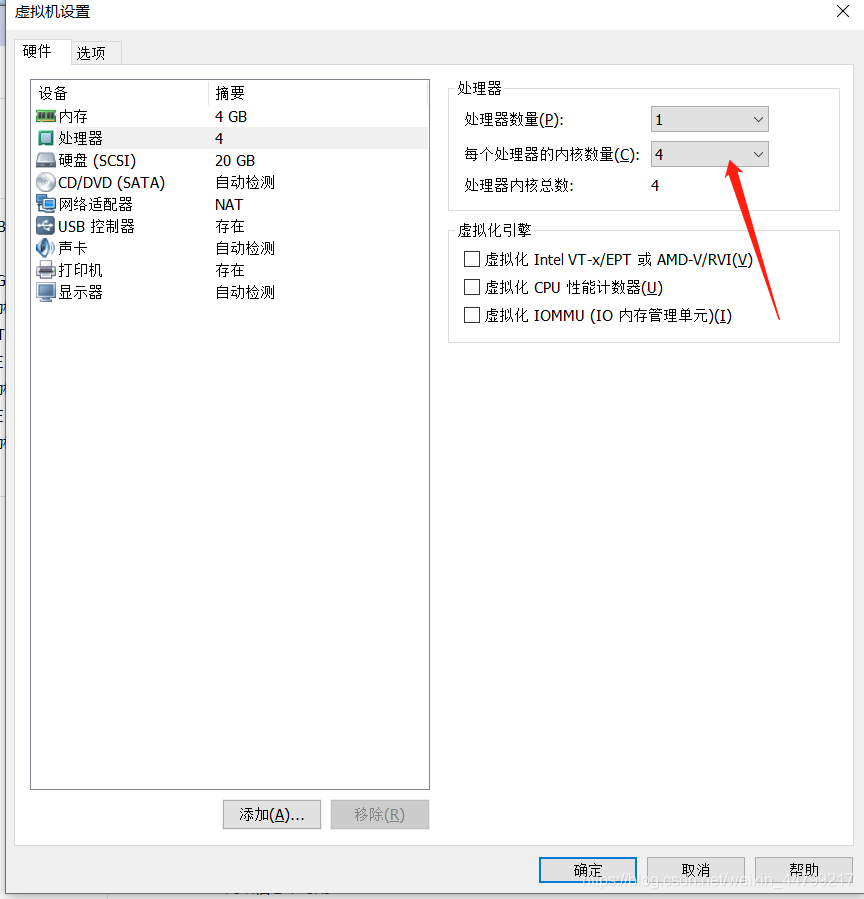 虚拟机设置
硬件 选项
设备 摘要
内存 4 GB
处理器 4
硬盘 (SCSI) 20 GB
CD/DVD (SATA) 自动检测
网络适配器 NAT
USB 控制器 存在
声卡 自动检测
打印机 存在
显示器 自动检测
添加(A)... 移除(R)
处理器
处理器数量(P): 1
每个处理器的内核数量(C): 4
处理器内核总数: 4
虚拟化引擎
虚拟化 Intel VT-x/EPT 或 AMD-V/RVI(V)
虚拟化 CPU 性能计数器(U)
虚拟化 IOMMU (IO 内存管理单元)(I)
确定 取消 帮助
https://blog.csdn.net/weixin_44799217